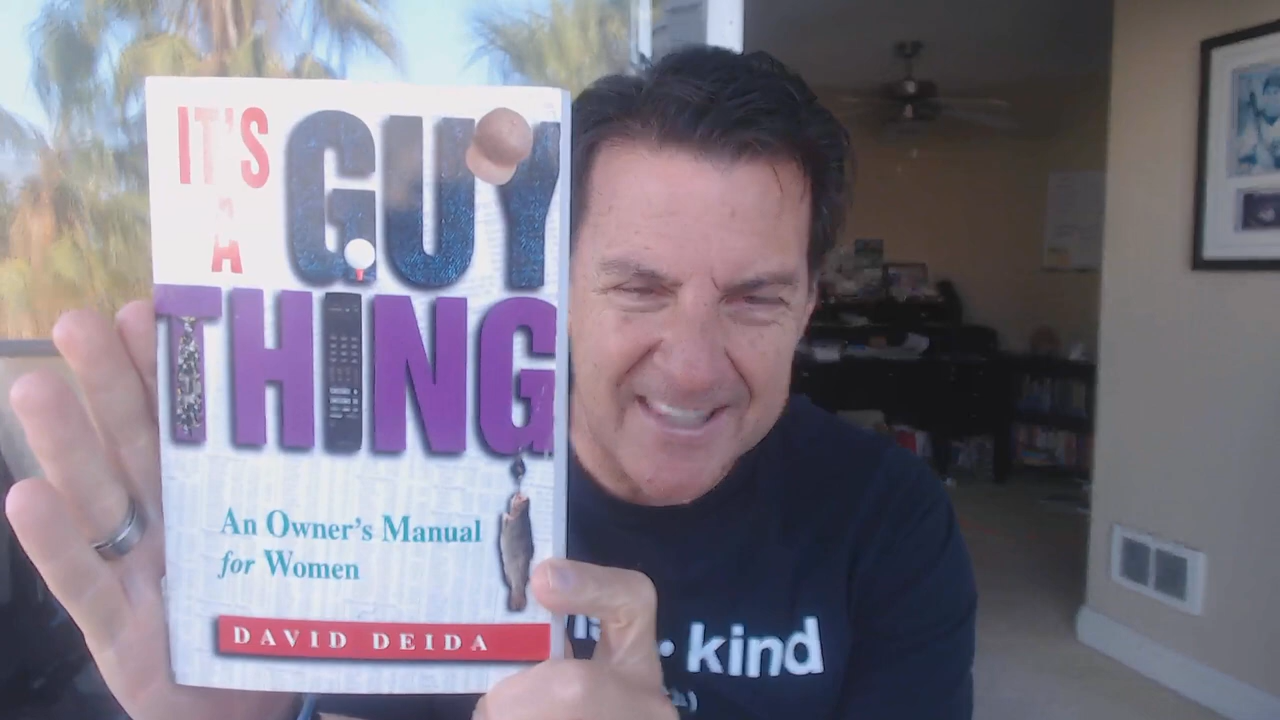 IT'S
A
GUY
THING
An Owner's Manual
for Women
DAVID DEIDA
kind